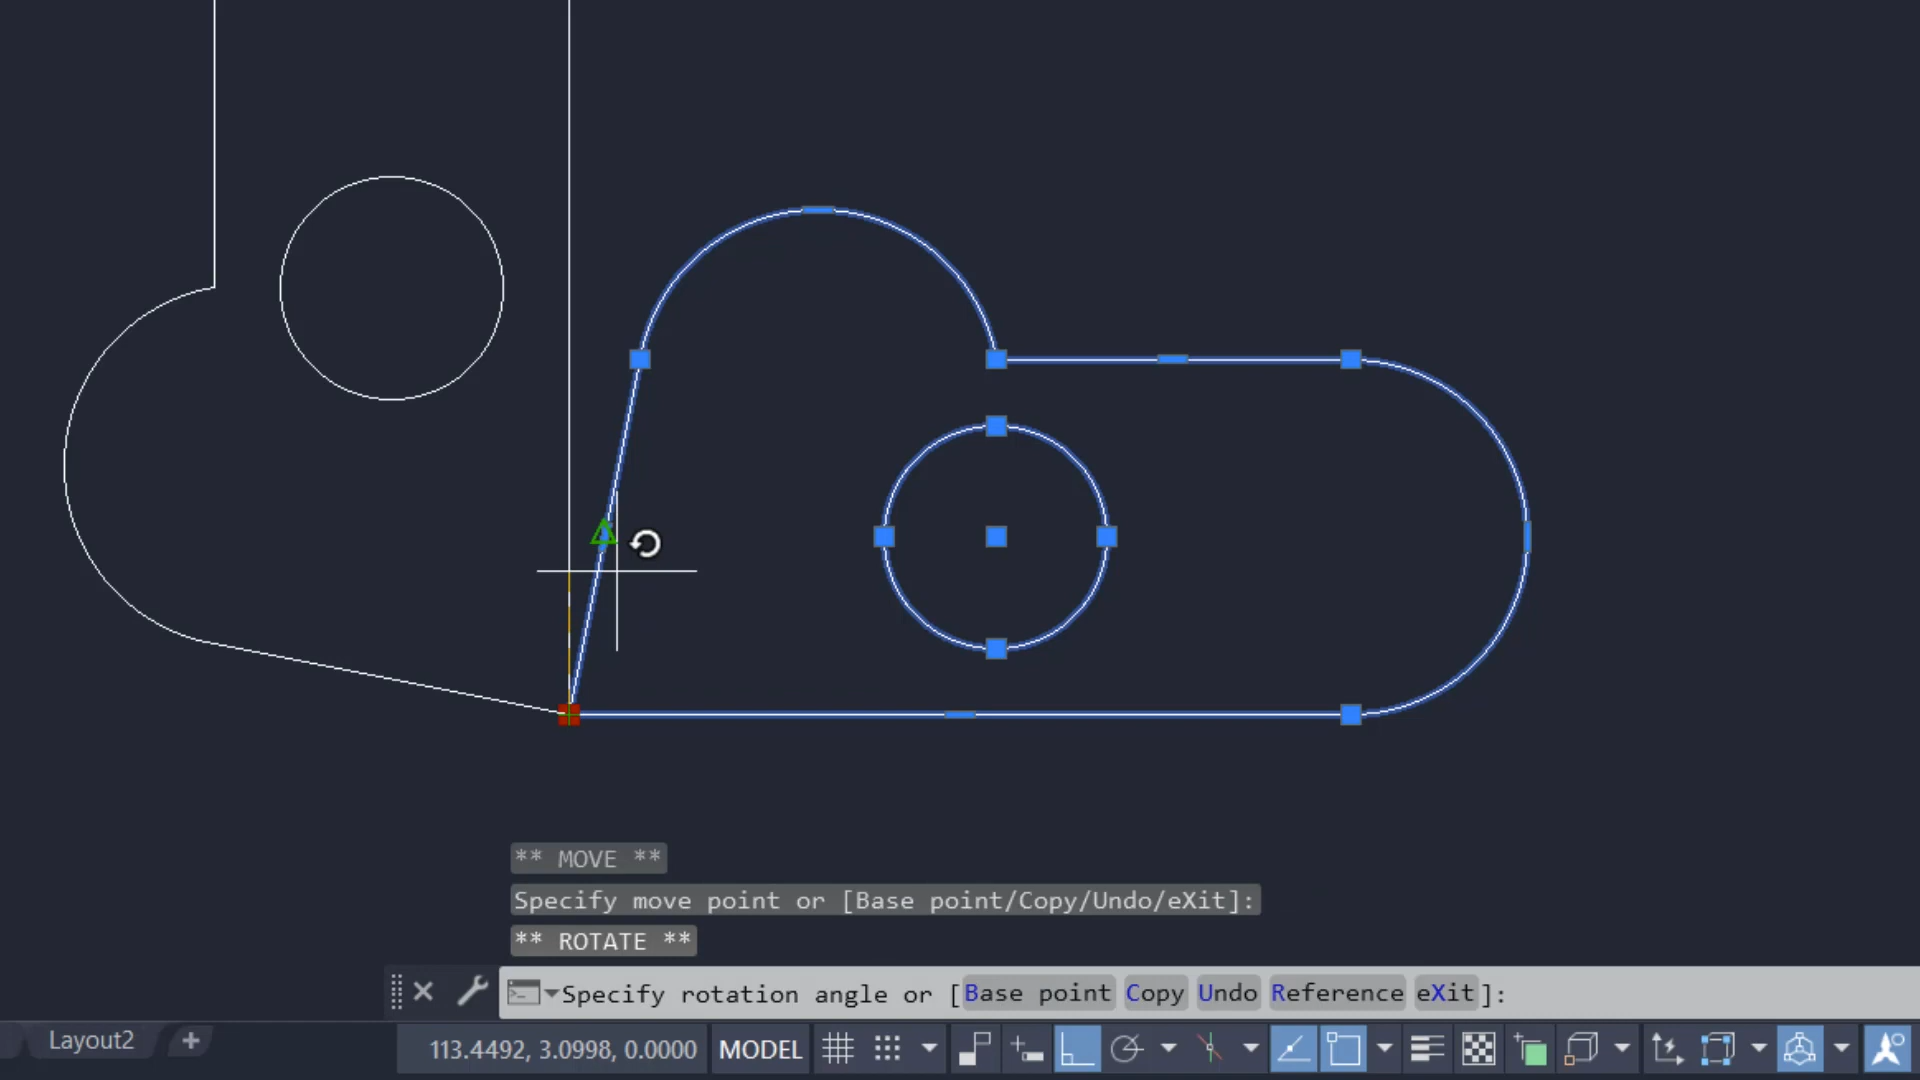 ** MOVE **
Specify move point or [Base point/Copy/Undo/eXit]:
** ROTATE **
Specify rotation angle or [Base point Copy Undo Reference eXit]:
Layout2
113.4492, 3.0998, 0.0000 MODEL